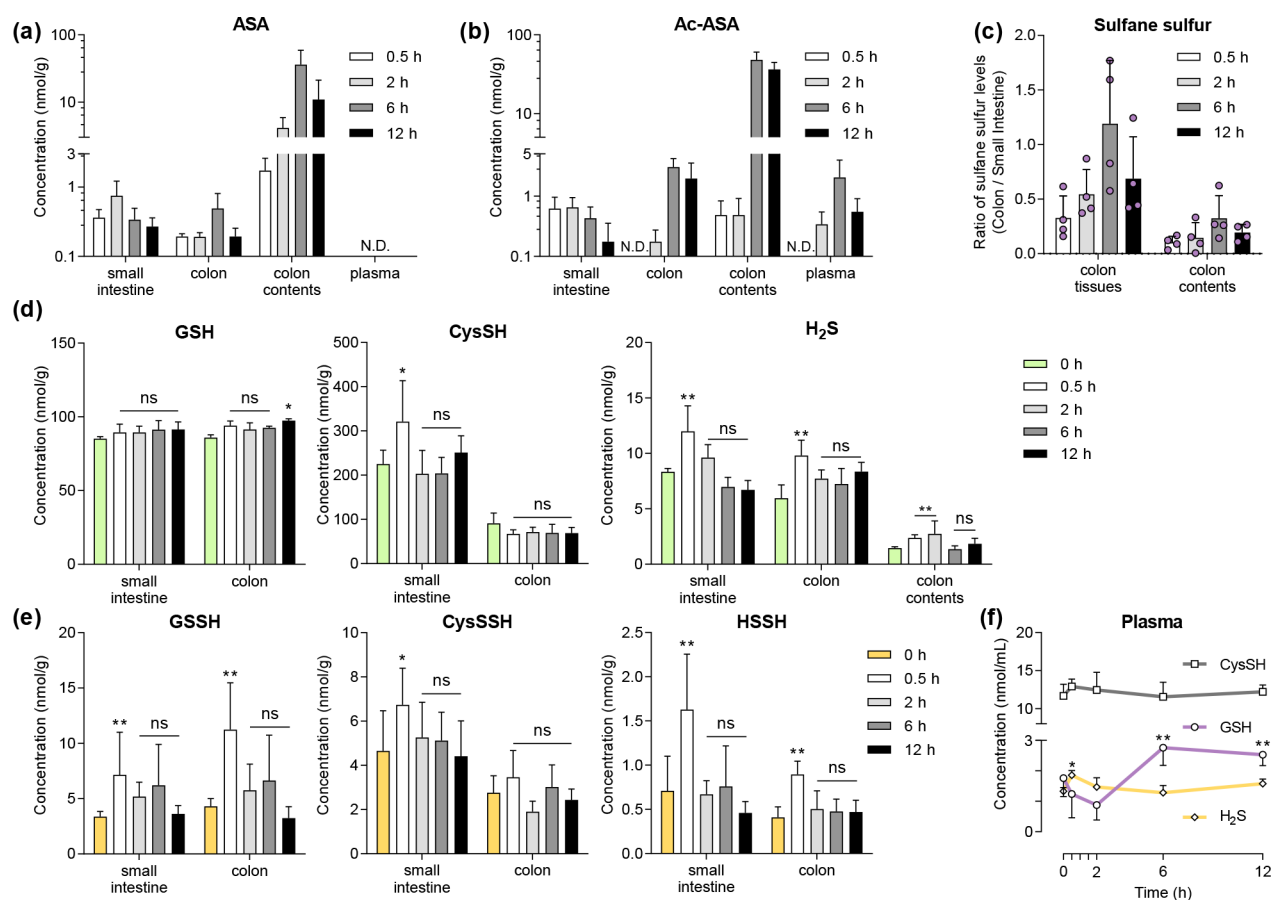 (a)
ASA
Concentration (nmol/g)
100
10
3
1
0.1
0.5 h
2 h
6 h
12 h
N.D.
small
intestine
colon
colon
contents
plasma
(b)
Ac-ASA
Concentration (nmol/g)
100
10
5
1
0.1
0.5 h
2 h
6 h
12 h
N.D.
N.D.
small
intestine
colon
colon
contents
plasma
(c)
Sulfane sulfur
Ratio of sulfane sulfur levels
(Colon / Small Intestine)
2.0
1.5
1.0
0.5
0.0
0.5 h
2 h
6 h
12 h
colon
tissues
colon
contents
(d)
GSH
Concentration (nmol/g)
150
100
50
0
ns
ns
*
small
intestine
colon
CysSH
Concentration (nmol/g)
500
400
300
200
100
0
*
ns
ns
small
intestine
colon
H2S
Concentration (nmol/g)
20
15
10
5
0
**
ns
**
ns
**
ns
small
intestine
colon
colon
contents
0 h
0.5 h
2 h
6 h
12 h
(e)
GSSH
Concentration (nmol/g)
20
15
10
5
0
**
ns
**
ns
small
intestine
colon
CysSSH
Concentration (nmol/g)
10
8
6
4
2
0
*
ns
ns
small
intestine
colon
HSSH
Concentration (nmol/g)
2.5
2.0
1.5
1.0
0.5
0.0
**
ns
**
ns
small
intestine
colon
0 h
0.5 h
2 h
6 h
12 h
(f)
Plasma
Concentration (nmol/mL)
20
10
3
0
CysSH
GSH
H2S
*
**
**
0
2
6
12
Time (h)